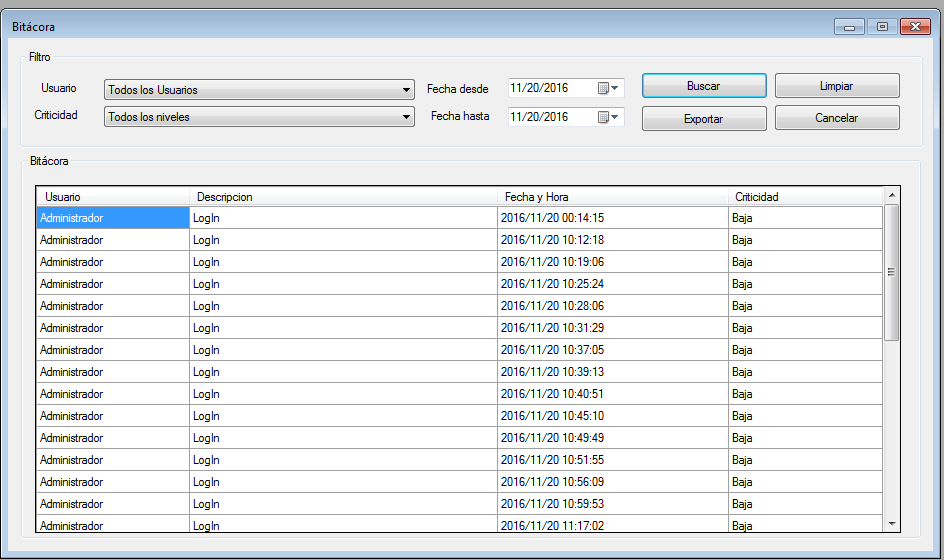 Bitácora
Filtro
Usuario Todos los Usuarios Fecha desde 11/20/2016 Buscar Limpiar
Criticidad Todos los niveles Fecha hasta 11/20/2016 Exportar Cancelar
Bitácora
Usuario Descripcion Fecha y Hora Criticidad
Administrador LogIn 2016/11/20 00:14:15 Baja
Administrador LogIn 2016/11/20 10:12:18 Baja
Administrador LogIn 2016/11/20 10:19:06 Baja
Administrador LogIn 2016/11/20 10:25:24 Baja
Administrador LogIn 2016/11/20 10:28:06 Baja
Administrador LogIn 2016/11/20 10:31:29 Baja
Administrador LogIn 2016/11/20 10:37:05 Baja
Administrador LogIn 2016/11/20 10:39:13 Baja
Administrador LogIn 2016/11/20 10:40:51 Baja
Administrador LogIn 2016/11/20 10:45:10 Baja
Administrador LogIn 2016/11/20 10:49:49 Baja
Administrador LogIn 2016/11/20 10:51:55 Baja
Administrador LogIn 2016/11/20 10:56:09 Baja
Administrador LogIn 2016/11/20 10:59:53 Baja
Administrador LogIn 2016/11/20 11:17:02 Baja